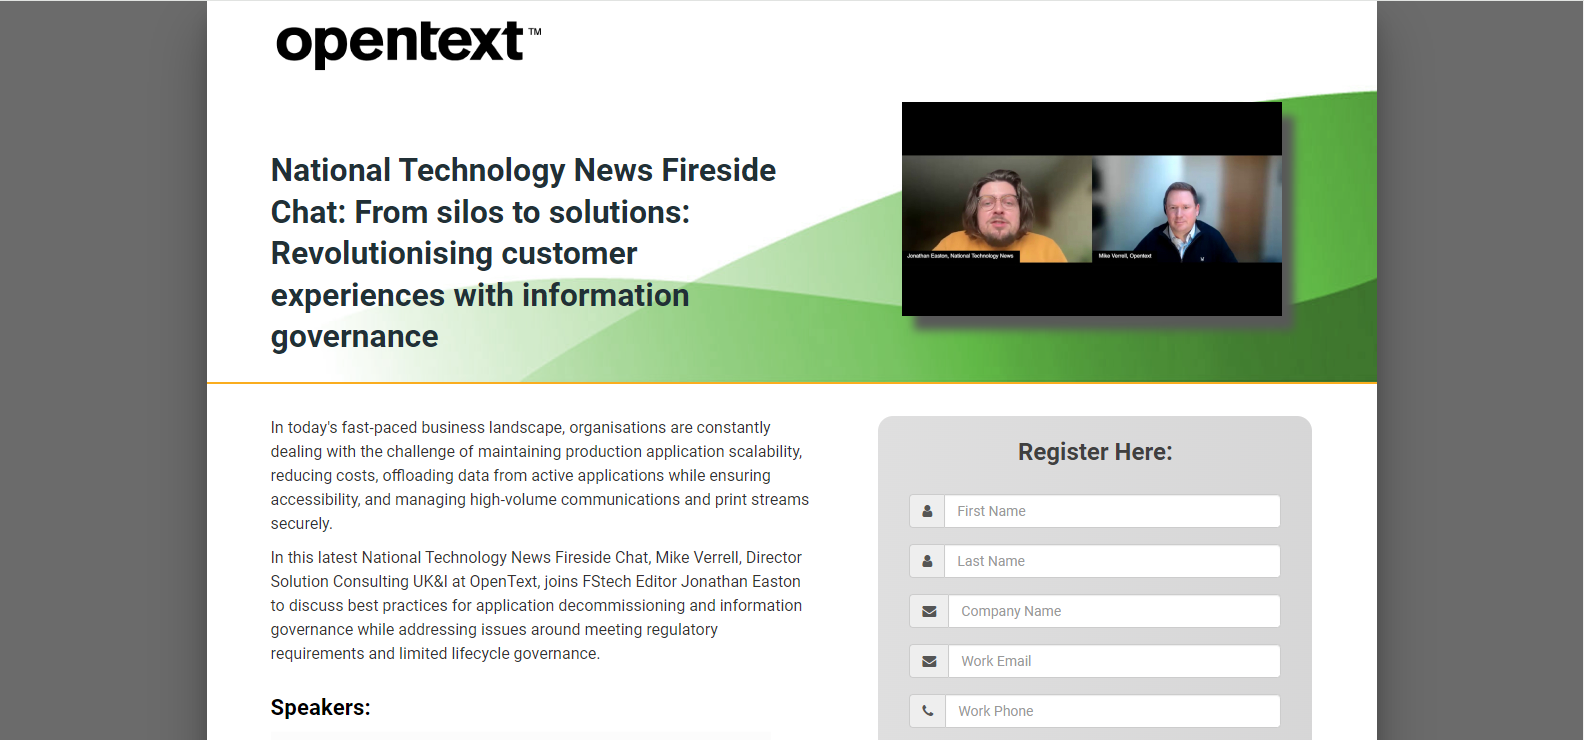 opentext™
National Technology News Fireside
Chat: From silos to solutions:
Revolutionising customer
experiences with information
governance
Jonathan Easton, National Technology News
Mike Verrell, Opentext
In today's fast-paced business landscape, organisations are constantly
dealing with the challenge of maintaining production application scalability,
reducing costs, offloading data from active applications while ensuring
accessibility, and managing high-volume communications and print streams
securely.
In this latest National Technology News Fireside Chat, Mike Verrell, Director
Solution Consulting UK&I at OpenText, joins FStech Editor Jonathan Easton
to discuss best practices for application decommissioning and information
governance while addressing issues around meeting regulatory
requirements and limited lifecycle governance.
Speakers:
Register Here:
First Name
Last Name
Company Name
Work Email
Work Phone